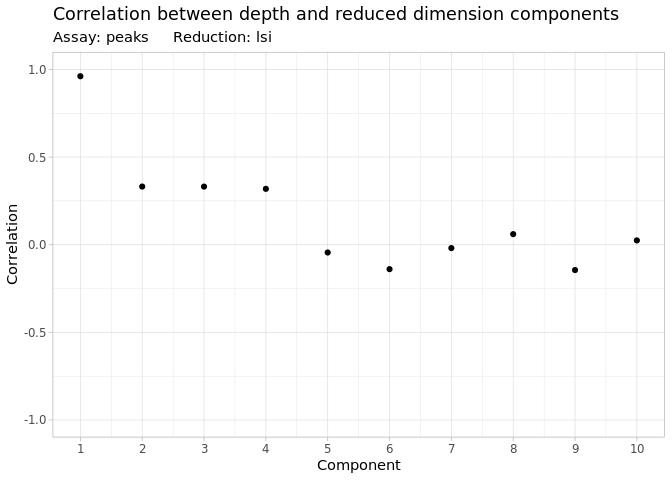 Correlation between depth and reduced dimension components
Assay: peaks Reduction: lsi
1.0
0.5
0.0
-0.5
-1.0
Correlation
1 2 3 4 5 6 7 8 9 10
Component